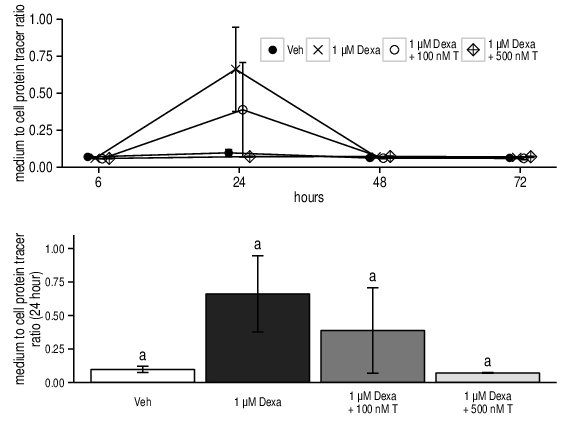 medium to cell protein tracer ratio
1.00
0.75
0.50
0.25
0.00
Veh
1 µM Dexa
1 µM Dexa
+ 100 nM T
1 µM Dexa
+ 500 nM T
6
24
48
72
hours
medium to cell protein tracer
ratio (24 hour)
1.00
0.75
0.50
0.25
0.00
a
a
a
a
Veh
1 µM Dexa
1 µM Dexa
+ 100 nM T
1 µM Dexa
+ 500 nM T